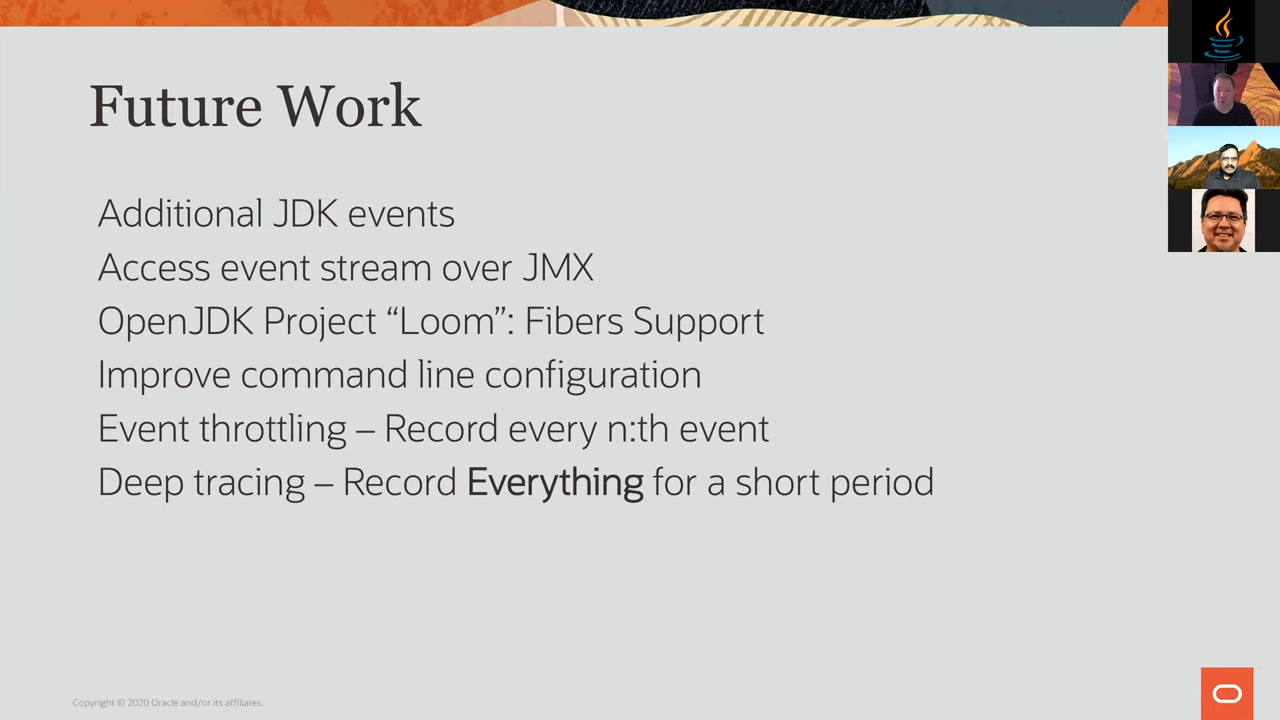 Future Work
Additional JDK events
Access event stream over JMX
OpenJDK Project “Loom”: Fibers Support
Improve command line configuration
Event throttling – Record every n:th event
Deep tracing – Record Everything for a short period
Copyright © 2020 Oracle and/or its affiliates.